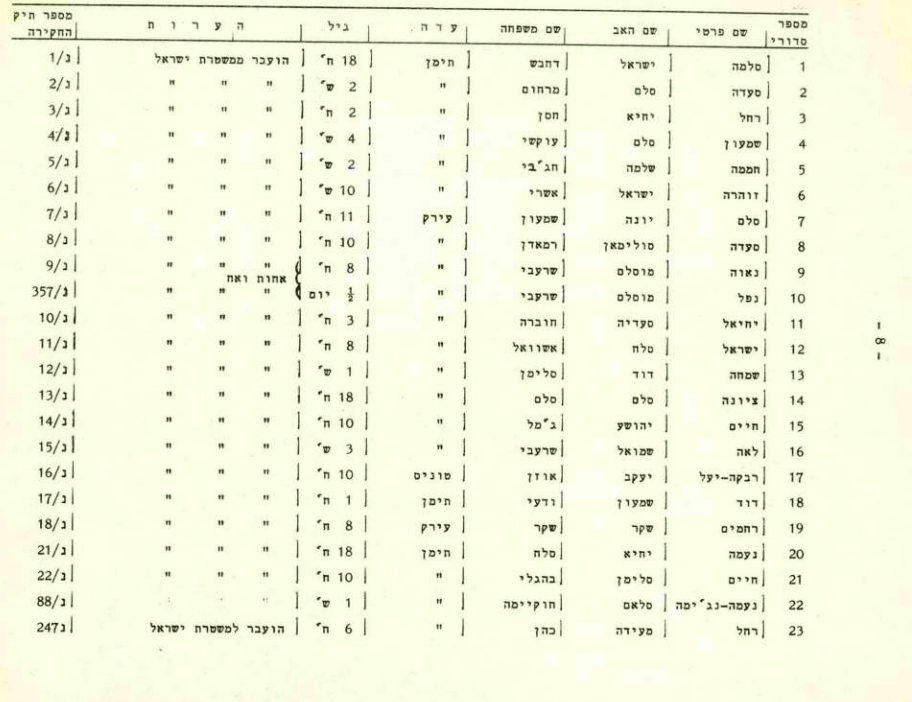 מספר סדורי | שם פרטי | שם האב | שם משפחה | עדה | גיל | הערות | מספר תיק החקירה
1 | סלמה | ישראל | דחבש | תימן | 18 ח׳ | הועבר ממשטרת ישראל | נ/1
2 | סעדה | סלם | מרחום | " | 2 ש׳ | " " " | נ/2
3 | רחל | יחיא | חסן | " | 2 ח׳ | " " " | נ/3
4 | שמעון | סלם | עוקשי | " | 4 ש׳ | " " " | נ/4
5 | חממה | שלמה | חג׳בי | " | 2 ש׳ | " " " | נ/5
6 | זוהרה | ישראל | אשרי | " | 10 ש׳ | " " " | נ/6
7 | סלם | יונה | שמעון | עירק | 11 ח׳ | " " " | נ/7
8 | סעדה | סולימאן | רמאדן | " | 10 ח׳ | " " " | נ/8
9 | נאוה | מוסלם | שרעבי | " | 8 ח׳ | אחות ואח " " " | נ/9
10 | נפל | מוסלם | שרעבי | " | ½ יום | " " " | נ/357
11 | יחיאל | סעדיה | חוברה | " | 3 ח׳ | " " " | נ/10
12 | ישראל | סלח | אשוואל | " | 8 ח׳ | " " " | נ/11
13 | שמחה | דוד | סלימן | " | 1 ש׳ | " " " | נ/12
14 | ציונה | סלם | סלם | " | 18 ח׳ | " " " | נ/13
15 | חיים | יהושע | ג׳מל | " | 10 ח׳ | " " " | נ/14
16 | לאה | שמואל | שרעבי | " | 3 ש׳ | " " " | נ/15
17 | רבקה-יעל | יעקב | אוזן | טוניס | 10 ח׳ | " " " | נ/16
18 | דוד | שמעון | ודעי | תימן | 1 ח׳ | " " " | נ/17
19 | רחמים | שקר | שקר | עירק | 8 ח׳ | " " " | נ/18
20 | נעמה | יחיא | סלח | תימן | 18 ח׳ | " " " | נ/21
21 | חיים | סלימן | בהגלי | " | 10 ח׳ | " " " | נ/22
22 | נעמה-נג׳ימה | סלאם | חוקיימה | " | 1 ש׳ | " " " | נ/88
23 | רחל | מעידה | כהן | " | 6 ח׳ | הועבר למשטרת ישראל | נ247
- 8 -